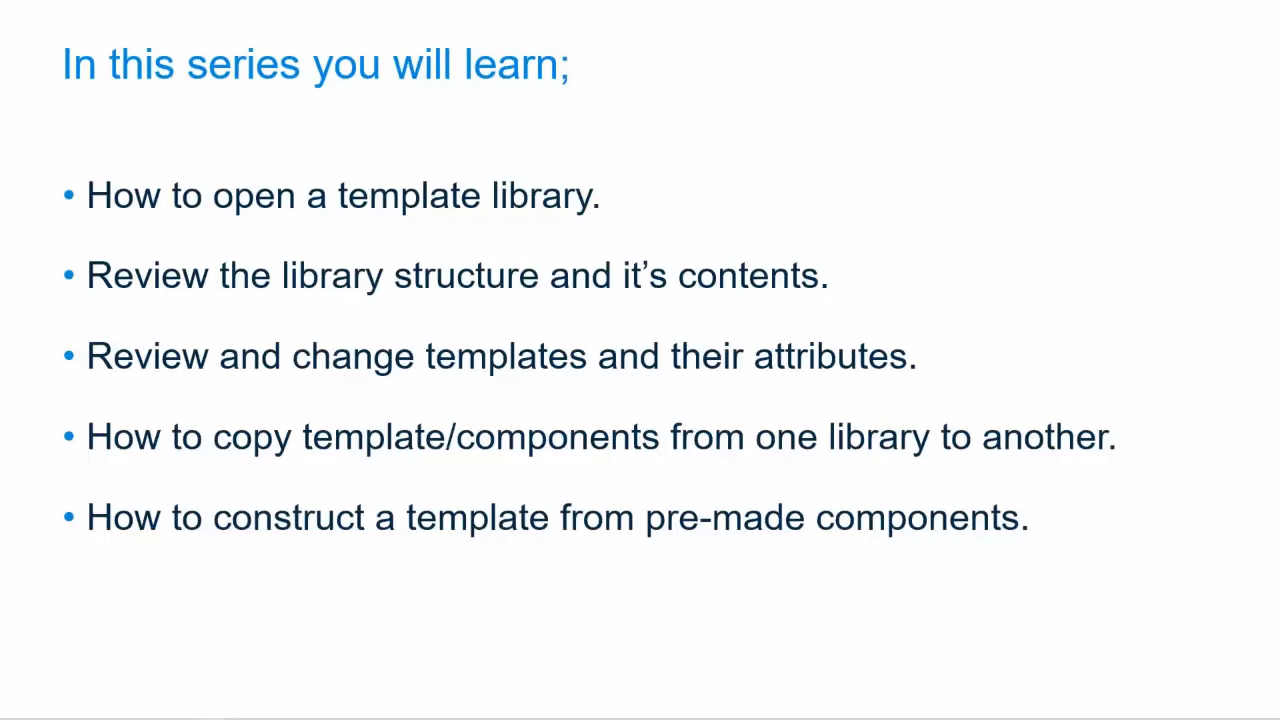 In this series you will learn;
• How to open a template library.
• Review the library structure and it’s contents.
• Review and change templates and their attributes.
• How to copy template/components from one library to another.
• How to construct a template from pre-made components.